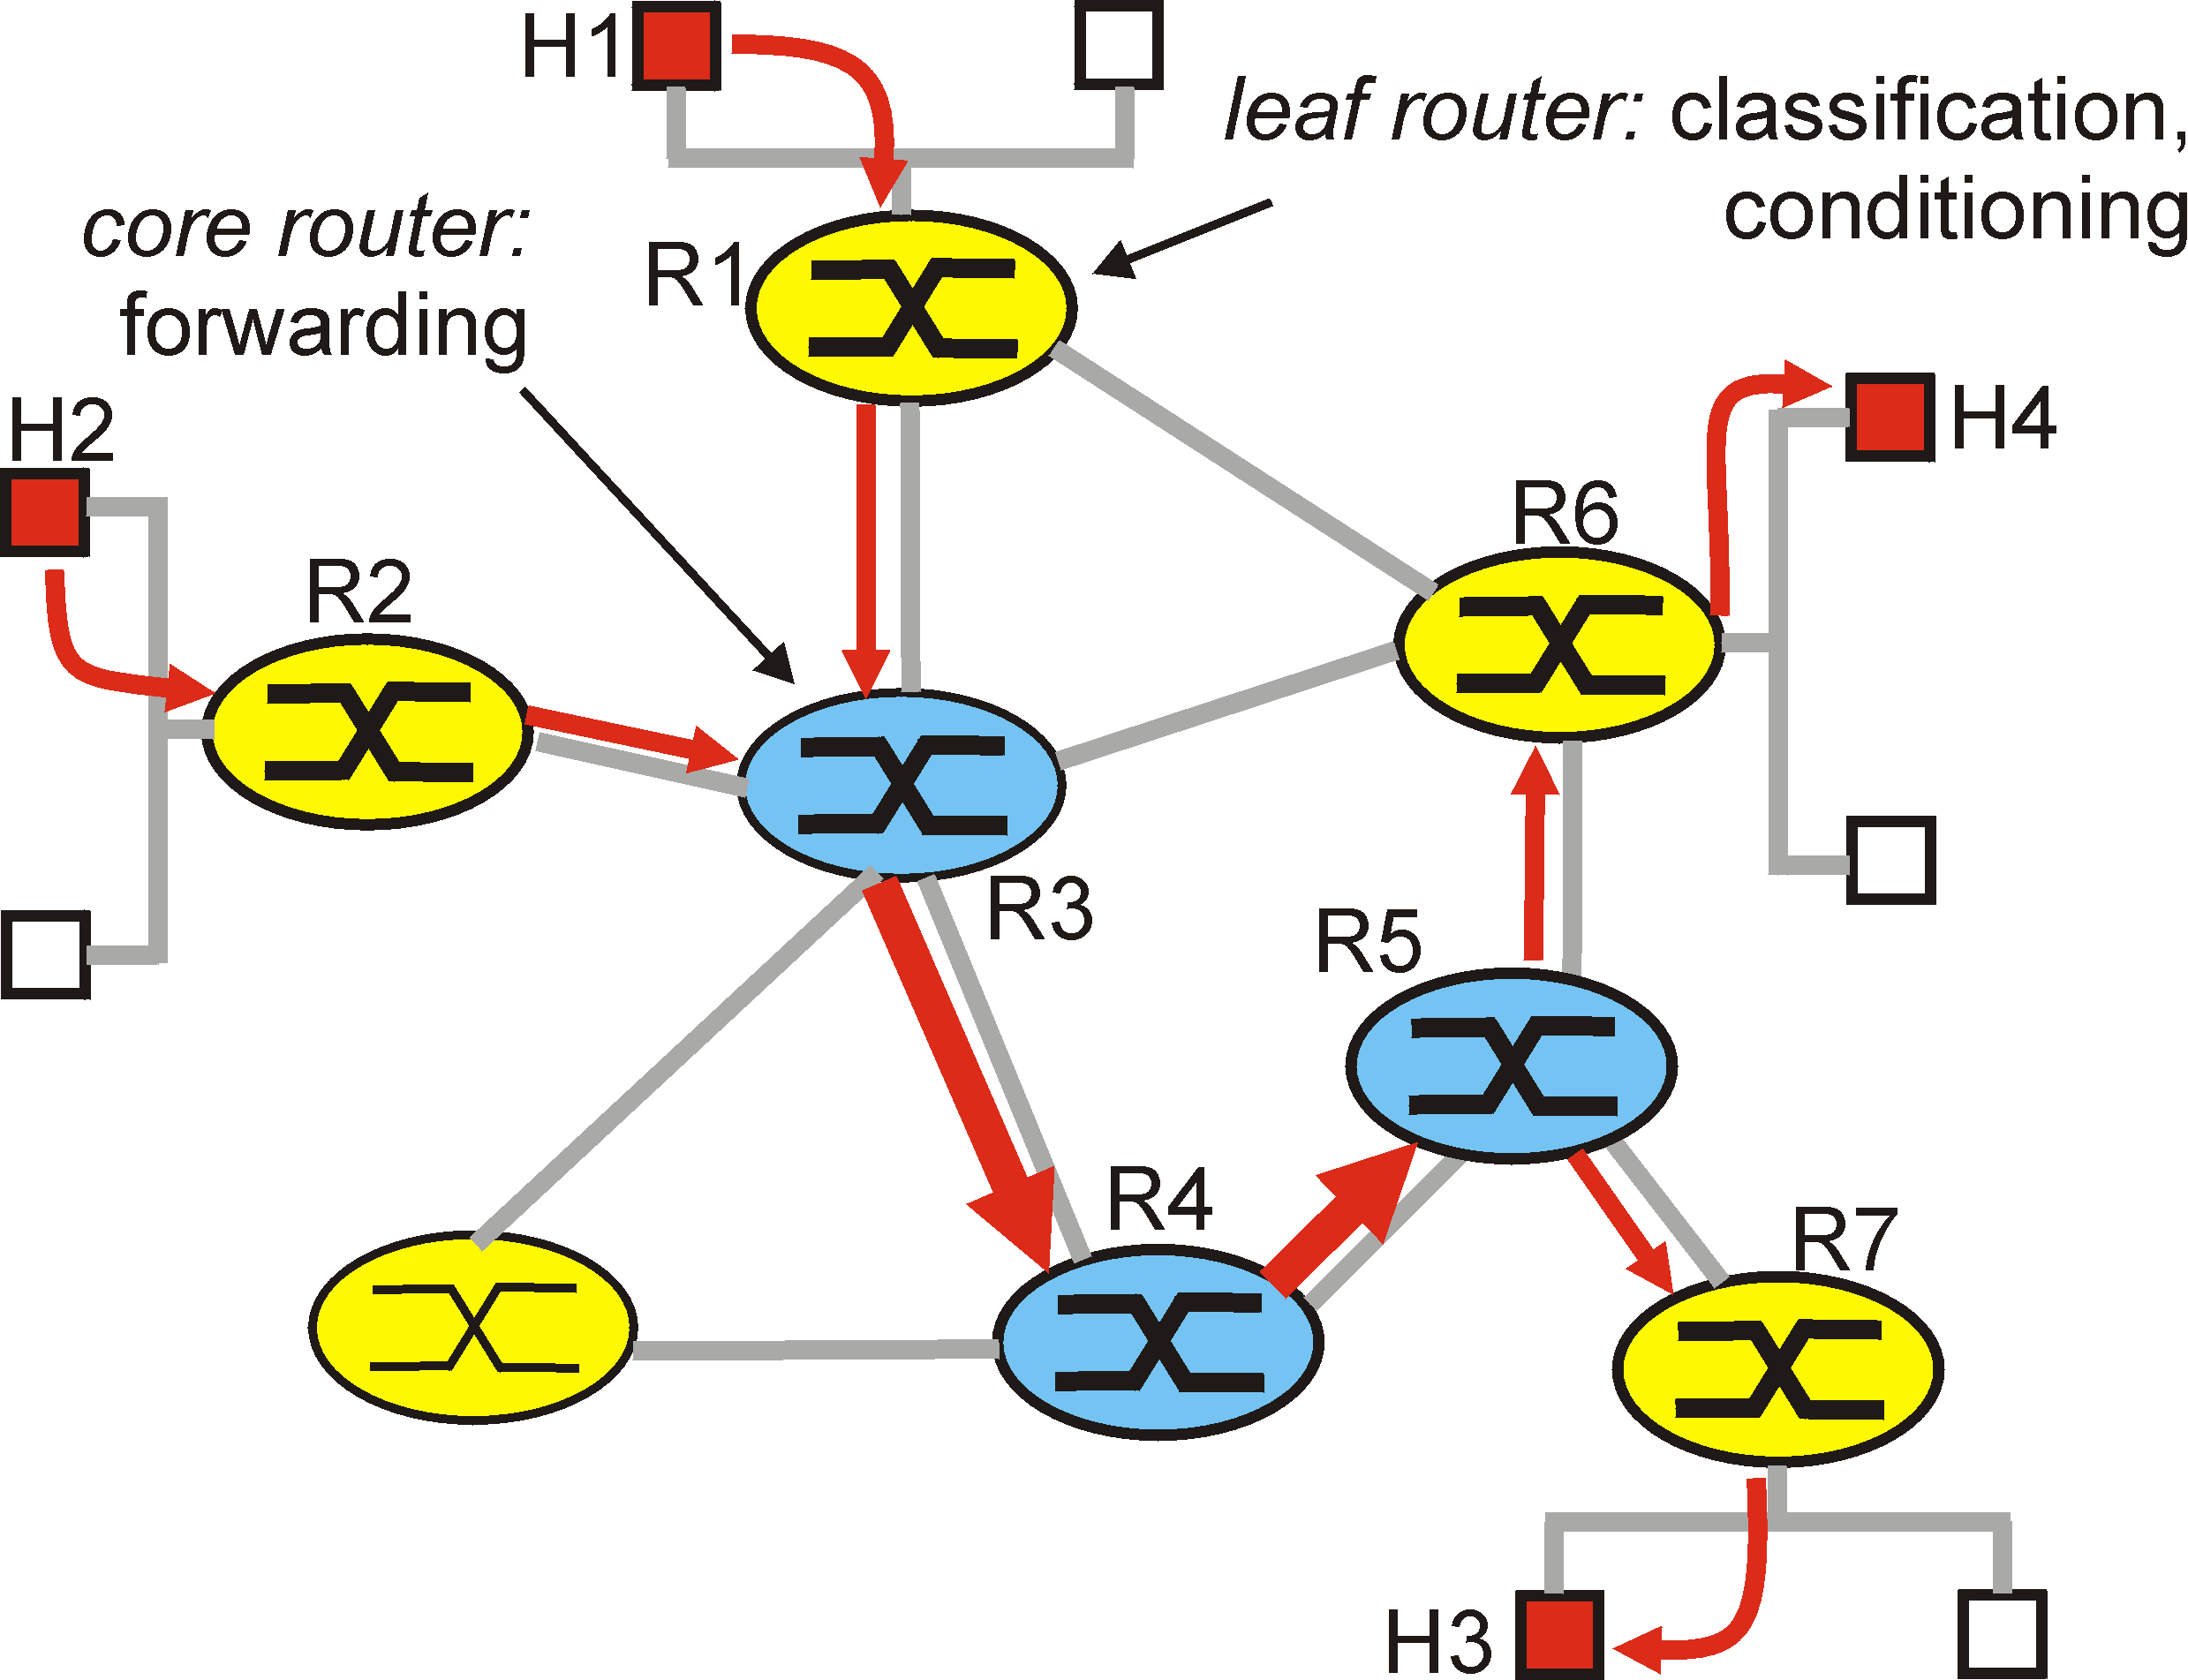 H1
leaf router: classification,
conditioning
core router:
forwarding
R1
H2
H4
R6
R2
R3
R5
R4
R7
H3